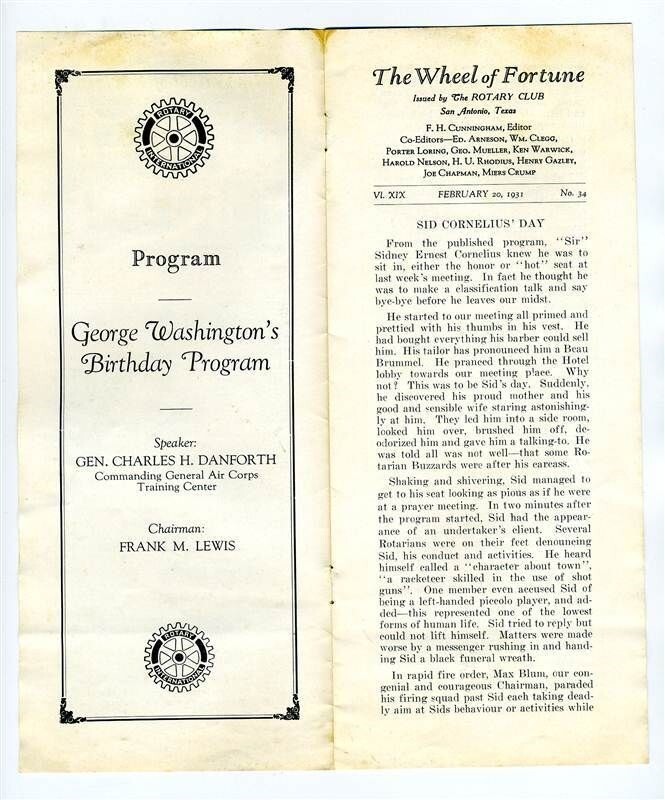 ROTARY
INTERNATIONAL
Program
George Washington's
Birthday Program
Speaker:
GEN. CHARLES H. DANFORTH
Commanding General Air Corps
Training Center
Chairman:
FRANK M. LEWIS
ROTARY
INTERNATIONAL
The Wheel of Fortune
Issued by The ROTARY CLUB
San Antonio, Texas
F. H. CUNNINGHAM, Editor
Co-Editors—ED. ARNESON, WM. CLEGG,
PORTER LORING, GEO. MUELLER, KEN WARWICK,
HAROLD NELSON, H. U. RHODIUS, HENRY GAZLEY,
JOE CHAPMAN, MIERS CRUMP
VI. XIX FEBRUARY 20, 1931 No. 34
SID CORNELIUS' DAY
From the published program, "Sir"
Sidney Ernest Cornelius knew he was to
sit in, either the honor or "hot" seat at
last week's meeting. In fact he thought he
was to make a classification talk and say
bye-bye before he leaves our midst.
He started to our meeting all primed and
prettied with his thumbs in his vest. He
had bought everything his barber could sell
him. His tailor has pronounced him a Beau
Brummel. He pranced through the Hotel
lobby towards our meeting place. Why
not? This was to be Sid's day. Suddenly,
he discovered his proud mother and his
good and sensible wife staring astonishing-
ly at him. They led him into a side room,
looked him over, brushed him off, de-
odorized him and gave him a talking-to. He
was told all was not well—that some Ro-
tarian Buzzards were after his carcass.
Shaking and shivering, Sid managed to
get to his seat looking as pious as if he were
at a prayer meeting. In two minutes after
the program started, Sid had the appear-
ance of an undertaker's client. Several
Rotarians were on their feet denouncing
Sid, his conduct and activities. He heard
himself called a "character about town",
"a racketeer skilled in the use of shot
guns". One member even accused Sid of
being a left-handed piccolo player, and ad-
ded—this represented one of the lowest
forms of human life. Sid tried to reply but
could not lift himself. Matters were made
worse by a messenger rushing in and hand-
ing Sid a black funeral wreath.
In rapid fire order, Max Blum, our con-
genial and courageous Chairman, paraded
his firing squad past Sid each taking dead-
ly aim at Sids behaviour or activities while